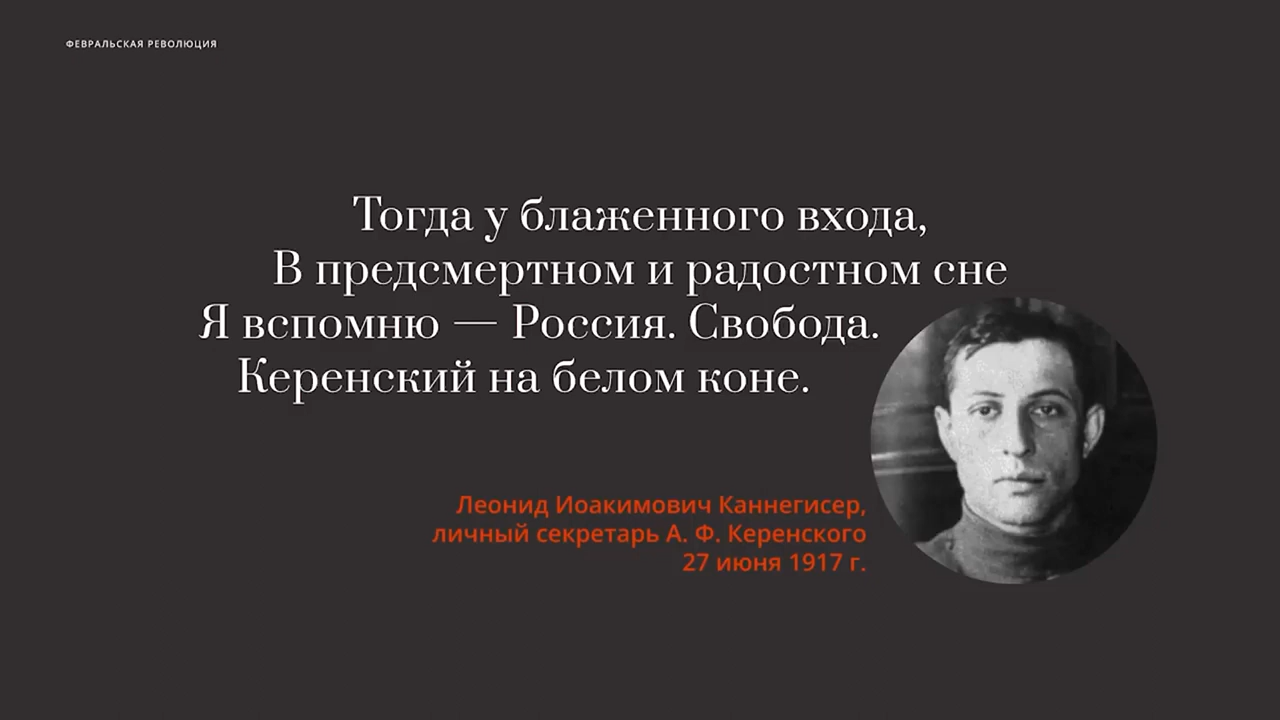 ФЕВРАЛЬСКАЯ РЕВОЛЮЦИЯ
Тогда у блаженного входа,
В предсмертном и радостном сне
Я вспомню — Россия. Свобода.
Керенский на белом коне.
Леонид Иоакимович Каннегисер,
личный секретарь А. Ф. Керенского
27 июня 1917 г.